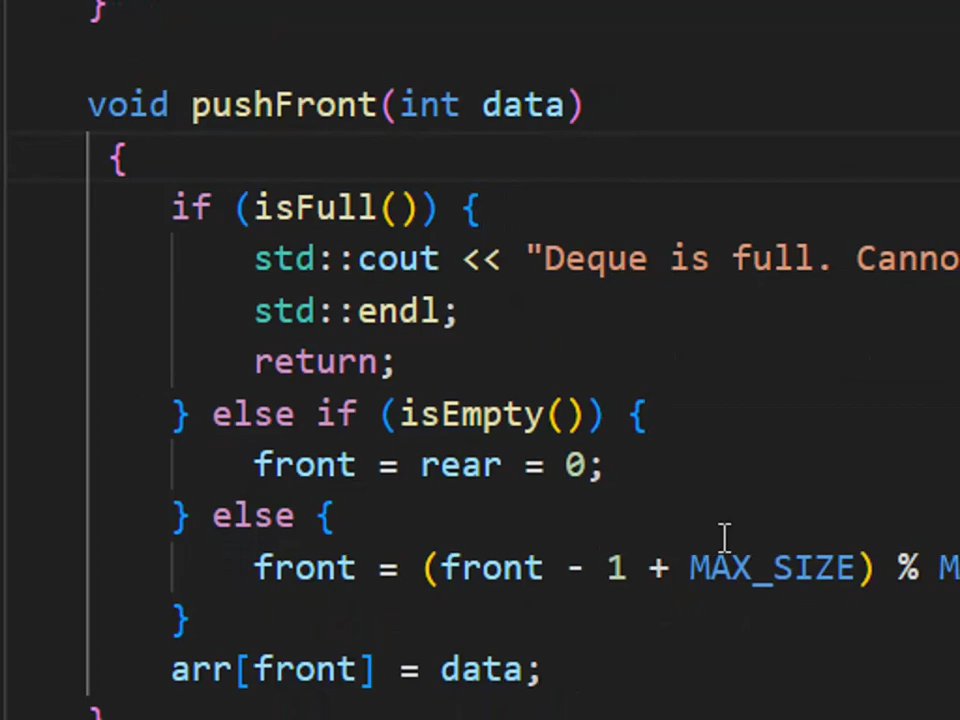 }
void pushFront(int data)
{
if (isFull()) {
std::cout << "Deque is full.
std::endl;
return;
} else if (isEmpty()) {
front = rear = 0;
} else {
front = (front - 1 + MAX_SIZE) %
}
arr[front] = data;
}